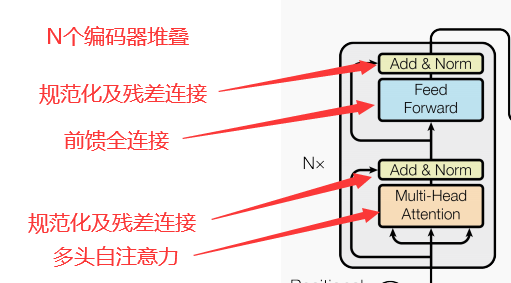 N个编码器堆叠
规范化及残差连接
前馈全连接
规范化及残差连接
多头自注意力
Add & Norm
Feed
Forward
N×
Add & Norm
Multi-Head
Attention